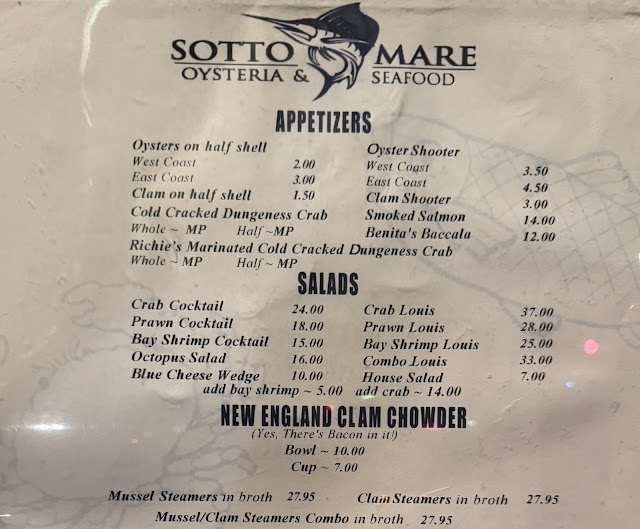 SOTTO MARE
OYSTERIA & SEAFOOD
APPETIZERS
Oysters on half shell
West Coast 2.00
East Coast 3.00
Clam on half shell 1.50
Cold Cracked Dungeness Crab
Whole ~ MP Half ~MP
Richie's Marinated Cold Cracked Dungeness Crab
Whole ~ MP Half ~ MP
Oyster Shooter
West Coast 3.50
East Coast 4.50
Clam Shooter 3.00
Smoked Salmon 14.00
Benita's Baccala 12.00
SALADS
Crab Cocktail 24.00
Prawn Cocktail 18.00
Bay Shrimp Cocktail 15.00
Octopus Salad 16.00
Blue Cheese Wedge 10.00
Crab Louis 37.00
Prawn Louis 28.00
Bay Shrimp Louis 25.00
Combo Louis 33.00
House Salad 7.00
add bay shrimp ~ 5.00 add crab ~ 14.00
NEW ENGLAND CLAM CHOWDER
(Yes, There's Bacon in it!)
Bowl ~ 10.00
Cup ~ 7.00
Mussel Steamers in broth 27.95
Clam Steamers in broth 27.95
Mussel/Clam Steamers Combo in broth ~ 27.95